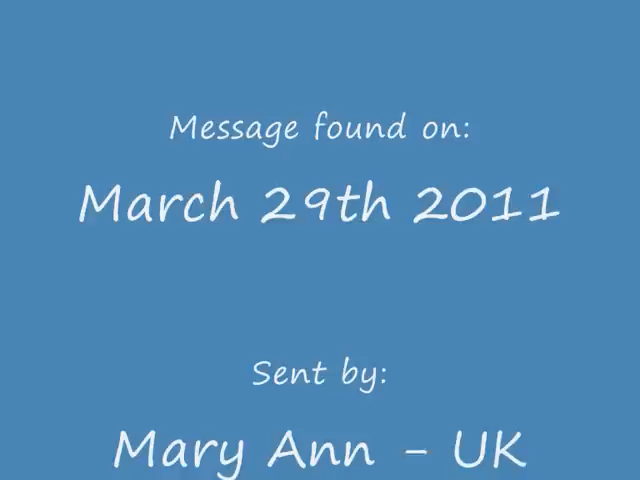 Message found on:
March 29th 2011
Sent by:
Mary Ann - UK